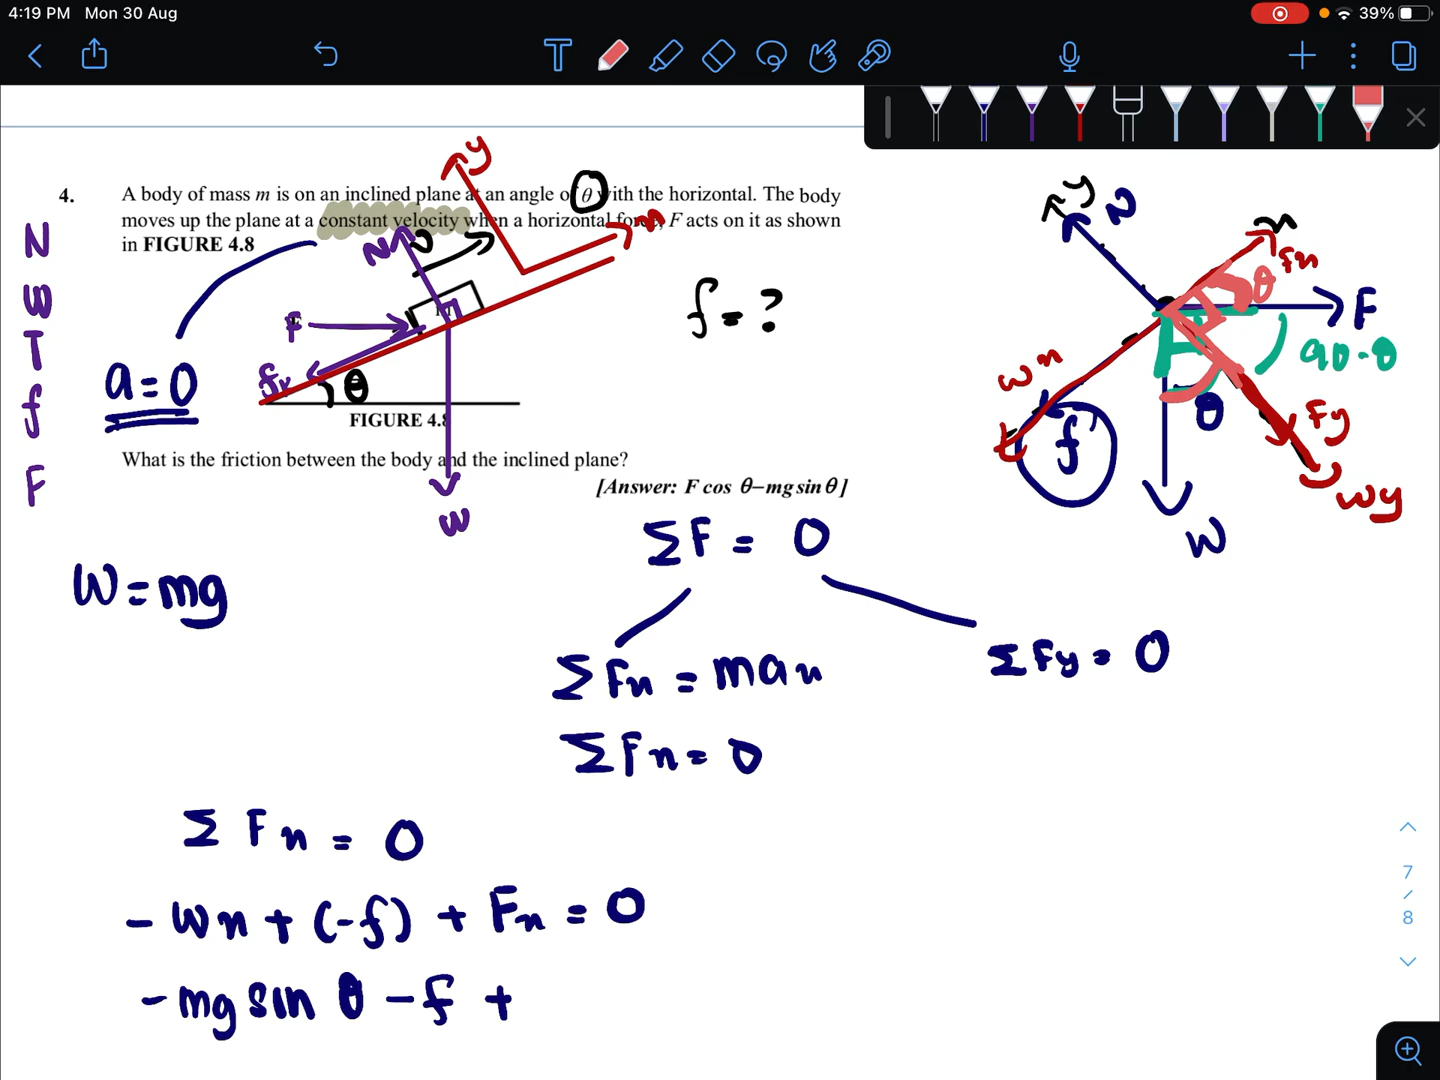 4:19 PM Mon 30 Aug
39%
4. A body of mass m is on an inclined plane at an angle of θ with the horizontal. The body
moves up the plane at a constant velocity when a horizontal force, F acts on it as shown
in FIGURE 4.8
N
W
T
f
F
a = 0
y
N
F
W
θ
FIGURE 4.8
f = ?
y
N
Fx
θ
F
90-θ
Wx
f
θ
Fy
Wy
W
What is the friction between the body and the inclined plane?
[Answer: F cos θ–mg sin θ]
ΣF = 0
W = mg
ΣFx = max
ΣFy = 0
ΣFx = 0
ΣFx = 0
- Wx + (-f) + Fx = 0
- mg sin θ - f +
7
/
8